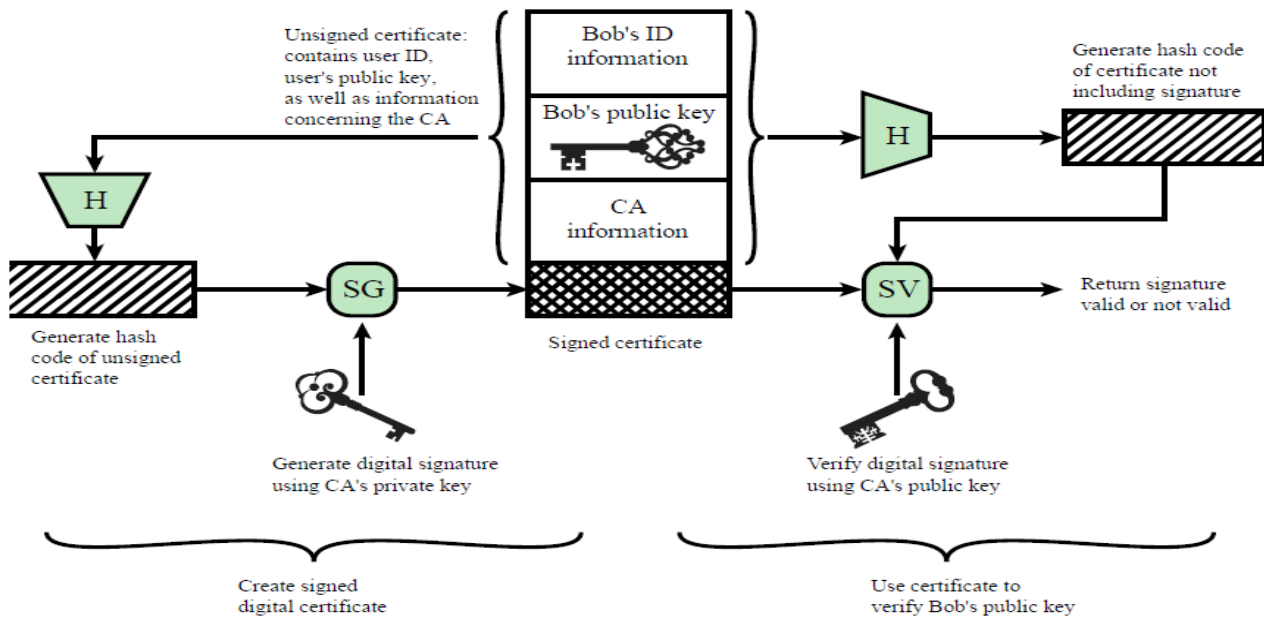 Unsigned certificate:
contains user ID,
user's public key,
as well as information
concerning the CA
Bob's ID
information
Bob's public key
CA
information
Generate hash code
of certificate not
including signature
H
H
SG
SV
Return signature
valid or not valid
Generate hash
code of unsigned
certificate
Signed certificate
Generate digital signature
using CA's private key
Verify digital signature
using CA's public key
Create signed
digital certificate
Use certificate to
verify Bob's public key